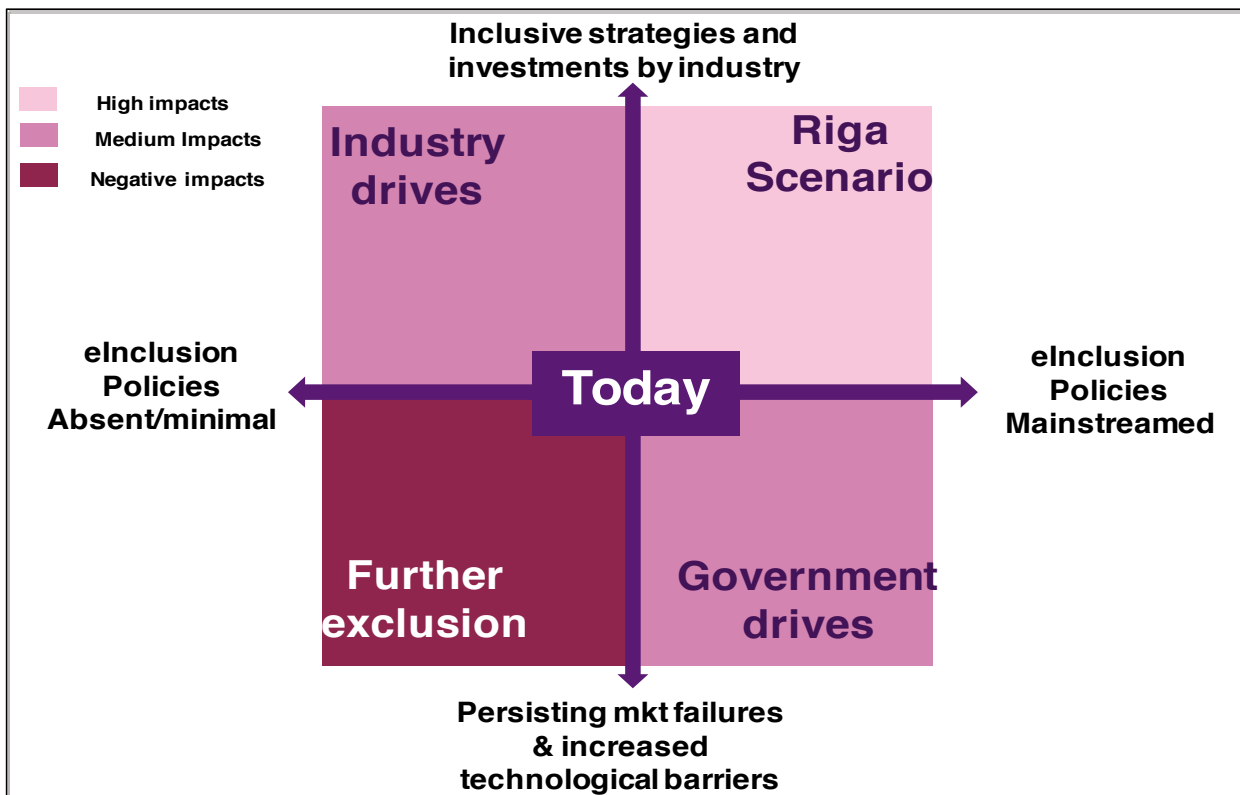 Inclusive strategies and
investments by industry
High impacts
Medium Impacts
Negative impacts
Industry
drives
Riga
Scenario
eInclusion
Policies
Absent/minimal
Today
eInclusion
Policies
Mainstreamed
Further
exclusion
Government
drives
Persisting mkt failures
& increased
technological barriers